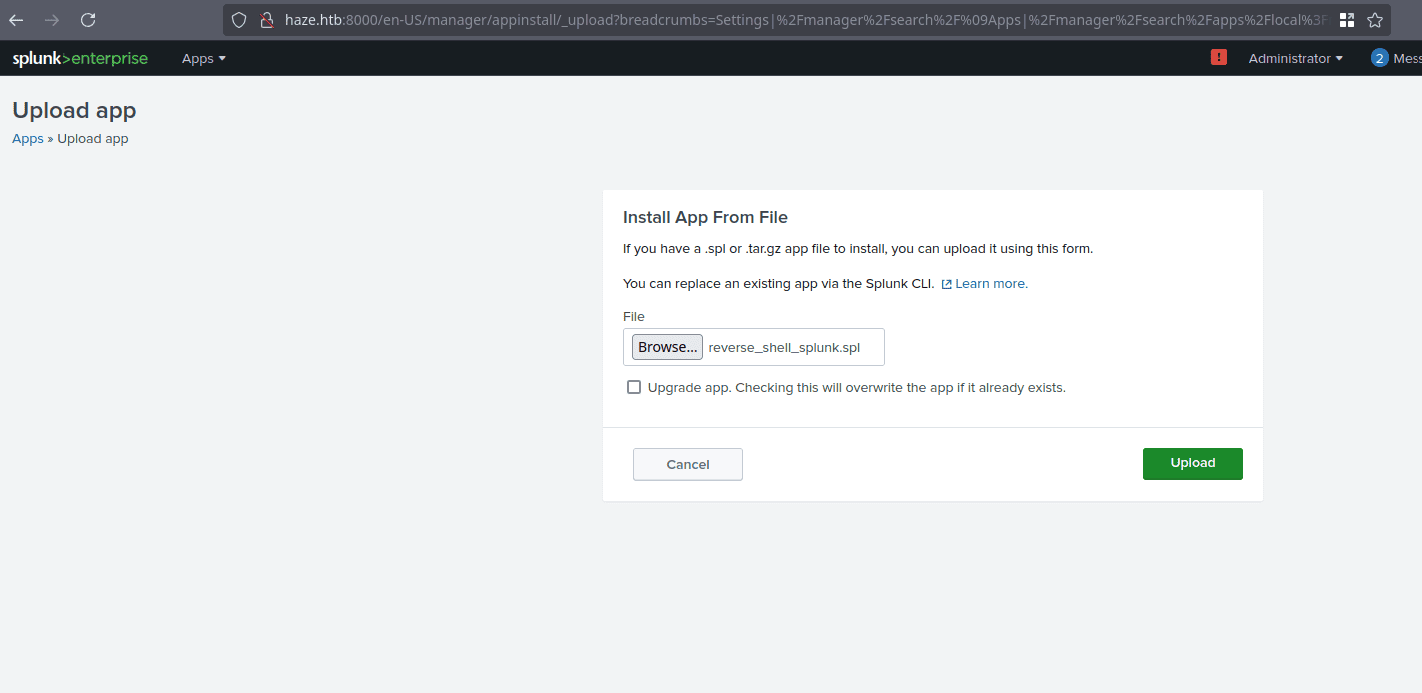 haze.htb:8000/en-US/manager/appinstall/_upload?breadcrumbs=Settings|%2Fmanager%2Fsearch%2F%09Apps|%2Fmanager%2Fsearch%2Fapps%2Flocal%3F
splunk>enterprise Apps ! Administrator 2 Mess
Upload app
Apps » Upload app
Install App From File
If you have a .spl or .tar.gz app file to install, you can upload it using this form.
You can replace an existing app via the Splunk CLI. Learn more.
File
Browse... reverse_shell_splunk.spl
Upgrade app. Checking this will overwrite the app if it already exists.
Cancel Upload